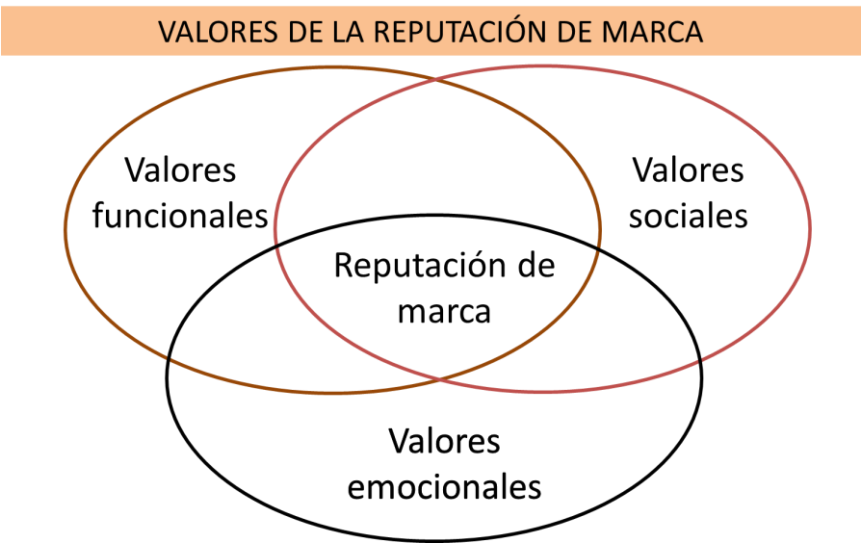 VALORES DE LA REPUTACIÓN DE MARCA
Valores
funcionales
Valores
sociales
Reputación de
marca
Valores
emocionales